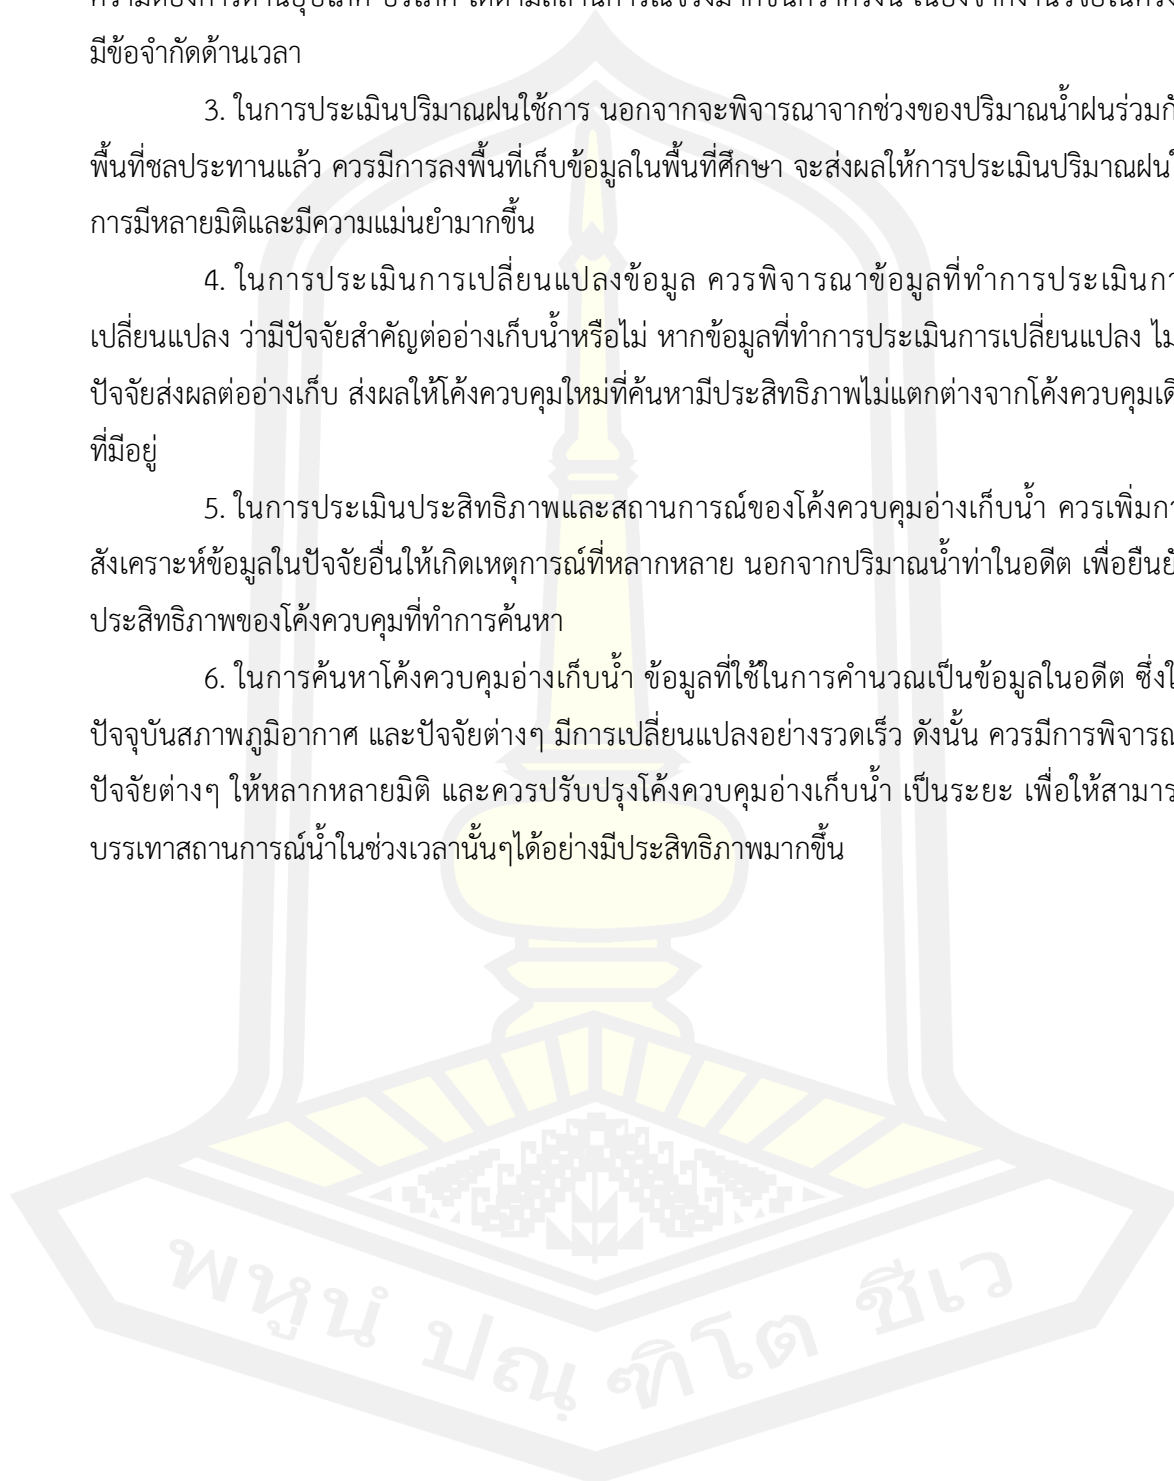 มีข้อจำกัดด้านเวลา
3. ในการประเมินปริมาณฝนใช้การ นอกจากจะพิจารณาจากช่วงของปริมาณน้ำฝนร่วมกั
พื้นที่ชลประทานแล้ว ควรมีการลงพื้นที่เก็บข้อมูลในพื้นที่ศึกษา จะส่งผลให้การประเมินปริมาณฝนใ
การมีหลายมิติและมีความแม่นยำมากขึ้น
4. ในการประเมินการเปลี่ยนแปลงข้อมูล ควรพิจารณาข้อมูลที่ทำการประเมินกา
เปลี่ยนแปลง ว่ามีปัจจัยสำคัญต่ออ่างเก็บน้ำหรือไม่ หากข้อมูลที่ทำการประเมินการเปลี่ยนแปลง ไม
ปัจจัยส่งผลต่ออ่างเก็บ ส่งผลให้โค้งควบคุมใหม่ที่ค้นหามีประสิทธิภาพไม่แตกต่างจากโค้งควบคุมเดิ
ที่มีอยู่
5. ในการประเมินประสิทธิภาพและสถานการณ์ของโค้งควบคุมอ่างเก็บน้ำ ควรเพิ่มกา
สังเคราะห์ข้อมูลในปัจจัยอื่นให้เกิดเหตุการณ์ที่หลากหลาย นอกจากปริมาณน้ำท่าในอดีต เพื่อยืนยั
ประสิทธิภาพของโค้งควบคุมที่ทำการค้นหา
6. ในการค้นหาโค้งควบคุมอ่างเก็บน้ำ ข้อมูลที่ใช้ในการคำนวณเป็นข้อมูลในอดีต ซึ่งใ
ปัจจุบันสภาพภูมิอากาศ และปัจจัยต่างๆ มีการเปลี่ยนแปลงอย่างรวดเร็ว ดังนั้น ควรมีการพิจารณ
ปัจจัยต่างๆ ให้หลากหลายมิติ และควรปรับปรุงโค้งควบคุมอ่างเก็บน้ำ เป็นระยะ เพื่อให้สามาร
บรรเทาสถานการณ์น้ำในช่วงเวลานั้นๆได้อย่างมีประสิทธิภาพมากขึ้น
พหูนํ ปณฺฑิโต ชีเว